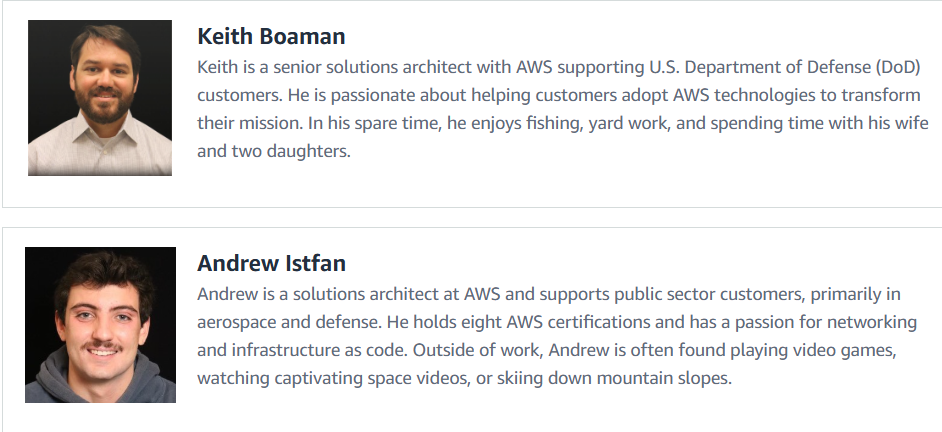 Keith Boaman
Keith is a senior solutions architect with AWS supporting U.S. Department of Defense (DoD)
customers. He is passionate about helping customers adopt AWS technologies to transform
their mission. In his spare time, he enjoys fishing, yard work, and spending time with his wife
and two daughters.
Andrew Istfan
Andrew is a solutions architect at AWS and supports public sector customers, primarily in
aerospace and defense. He holds eight AWS certifications and has a passion for networking
and infrastructure as code. Outside of work, Andrew is often found playing video games,
watching captivating space videos, or skiing down mountain slopes.